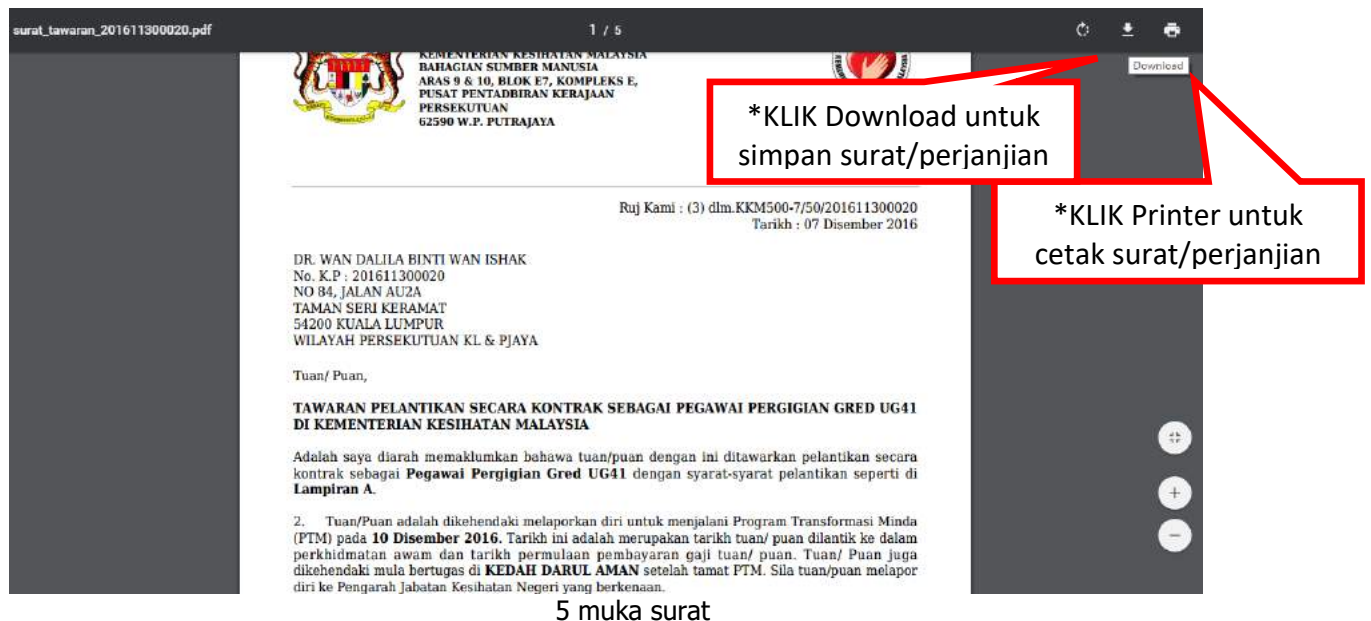 surat_tawaran_201611300020.pdf
1 / 5
KEMENTERIAN KESIHATAN MALAYSIA
BAHAGIAN SUMBER MANUSIA
ARAS 9 & 10, BLOK E7, KOMPLEKS E,
PUSAT PENTADBIRAN KERAJAAN
PERSEKUTUAN
62590 W.P. PUTRAJAYA
Download
*KLIK Download untuk
simpan surat/perjanjian
*KLIK Printer untuk
cetak surat/perjanjian
Ruj Kami : (3) dlm.KKM500-7/50/201611300020
Tarikh : 07 Disember 2016
DR. WAN DALILA BINTI WAN ISHAK
No. K.P : 201611300020
NO 84, JALAN AU2A
TAMAN SERI KERAMAT
54200 KUALA LUMPUR
WILAYAH PERSEKUTUAN KL & PJAYA
Tuan/ Puan,
TAWARAN PELANTIKAN SECARA KONTRAK SEBAGAI PEGAWAI PERGIGIAN GRED UG41
DI KEMENTERIAN KESIHATAN MALAYSIA
Adalah saya diarah memaklumkan bahawa tuan/puan dengan ini ditawarkan pelantikan secara
kontrak sebagai Pegawai Pergigian Gred UG41 dengan syarat-syarat pelantikan seperti di
Lampiran A.
2. Tuan/Puan adalah dikehendaki melaporkan diri untuk menjalani Program Transformasi Minda
(PTM) pada 10 Disember 2016. Tarikh ini adalah merupakan tarikh tuan/ puan dilantik ke dalam
perkhidmatan awam dan tarikh permulaan pembayaran gaji tuan/ puan. Tuan/ Puan juga
dikehendaki mula bertugas di KEDAH DARUL AMAN setelah tamat PTM. Sila tuan/puan melapor
diri ke Pengarah Jabatan Kesihatan Negeri yang berkenaan.
5 muka surat